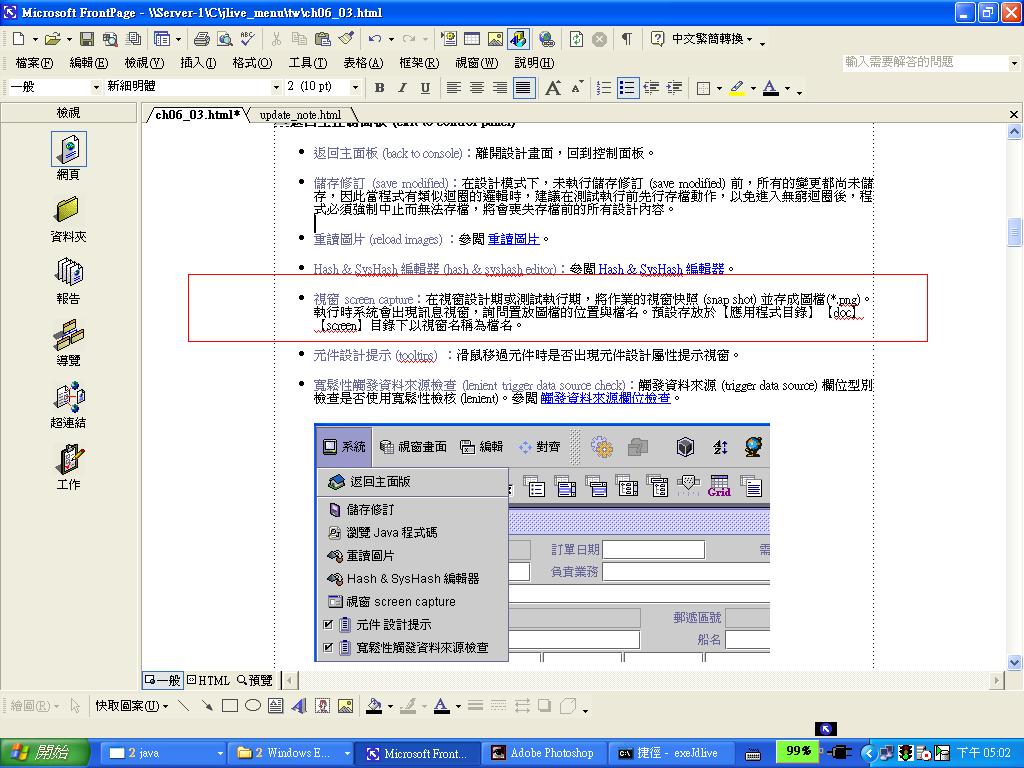 Microsoft FrontPage - \\Server-1\C\jlive_menu\tw\ch06_03.html
中文繁簡轉換
檔案(F) 編輯(E) 檢視(V) 插入(I) 格式(O) 工具(T) 表格(A) 框架(R) 視窗(W) 說明(H) 輸入需要解答的問題
一般 新細明體 2 (10 pt) B I U
檢視 ch06_03.html* update_note.html
網頁
資料夾
報告
導覽
超連結
工作
返回主面板 (back to console)：離開設計畫面，回到控制面板。
儲存修訂 (save modified)：在設計模式下，未執行儲存修訂 (save modified) 前，所有的變更都尚未儲
存，因此當程式有類似迴圈的邏輯時，建議在測試執行前先行存檔動作，以免進入無窮迴圈後，程
式必須強制中止而無法存檔，將會喪失存檔前的所有設計內容。
重讀圖片 (reload images) ：參閱 重讀圖片。
Hash & SysHash 編輯器 (hash & syshash editor)：參閱 Hash & SysHash 編輯器。
視窗 screen capture：在視窗設計期或測試執行期，將作業的視窗快照 (snap shot) 並存成圖檔(*.png)。
執行時系統會出現訊息視窗，詢問置放圖檔的位置與檔名。預設存放於【應用程式目錄】【doc】
【screen】目錄下以視窗名稱為檔名。
元件設計提示 (tooltips) ：滑鼠移過元件時是否出現元件設計屬性提示視窗。
寬鬆性觸發資料來源檢查 (lenient trigger data source check)：觸發資料來源 (trigger data source) 欄位型別
檢查是否使用寬鬆性檢核 (lenient)。參閱 觸發資料來源欄位檢查。
系統 視窗畫面 編輯 對齊
返回主面版
Grid
儲存修訂
瀏覽 Java 程式碼
重讀圖片
Hash & SysHash 編輯器
視窗 screen capture
元件 設計提示
寬鬆性觸發資料來源檢查
訂單日期 需
負責業務
郵遞區號
船名
一般 HTML 預覽
繪圖(R) 快取圖案(U)
開始 2 java 2 Windows E... Microsoft Front... Adobe Photoshop 捷徑 - exeJdlive 99% 下午 05:02